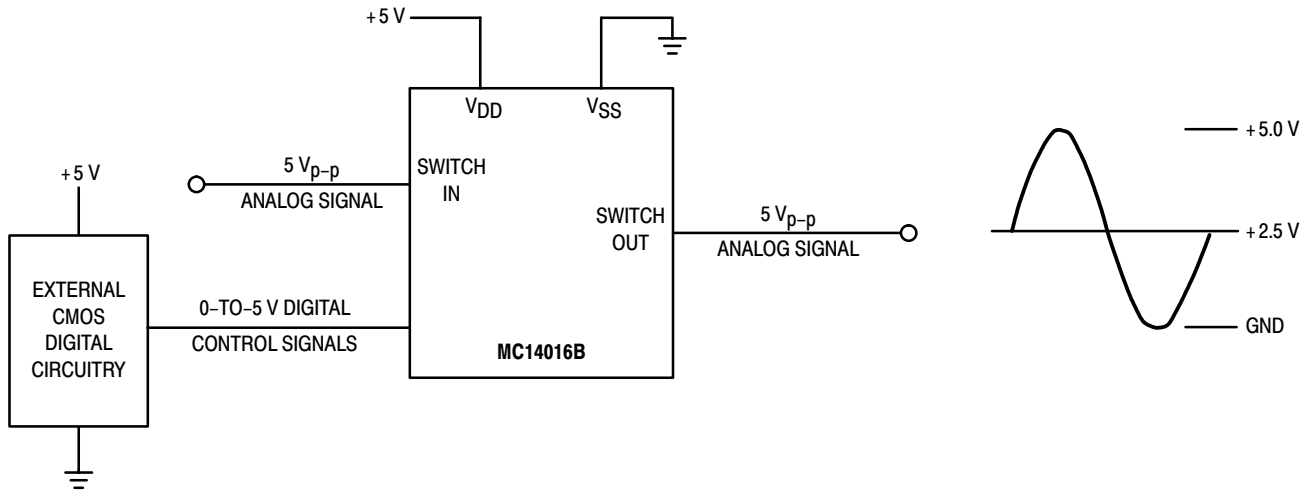 +5 V
VDD
VSS
+5.0 V
5 Vp–p
SWITCH
IN
ANALOG SIGNAL
+5 V
SWITCH
OUT
5 Vp–p
ANALOG SIGNAL
+2.5 V
EXTERNAL
CMOS
DIGITAL
CIRCUITRY
0–TO–5 V DIGITAL
CONTROL SIGNALS
MC14016B
GND